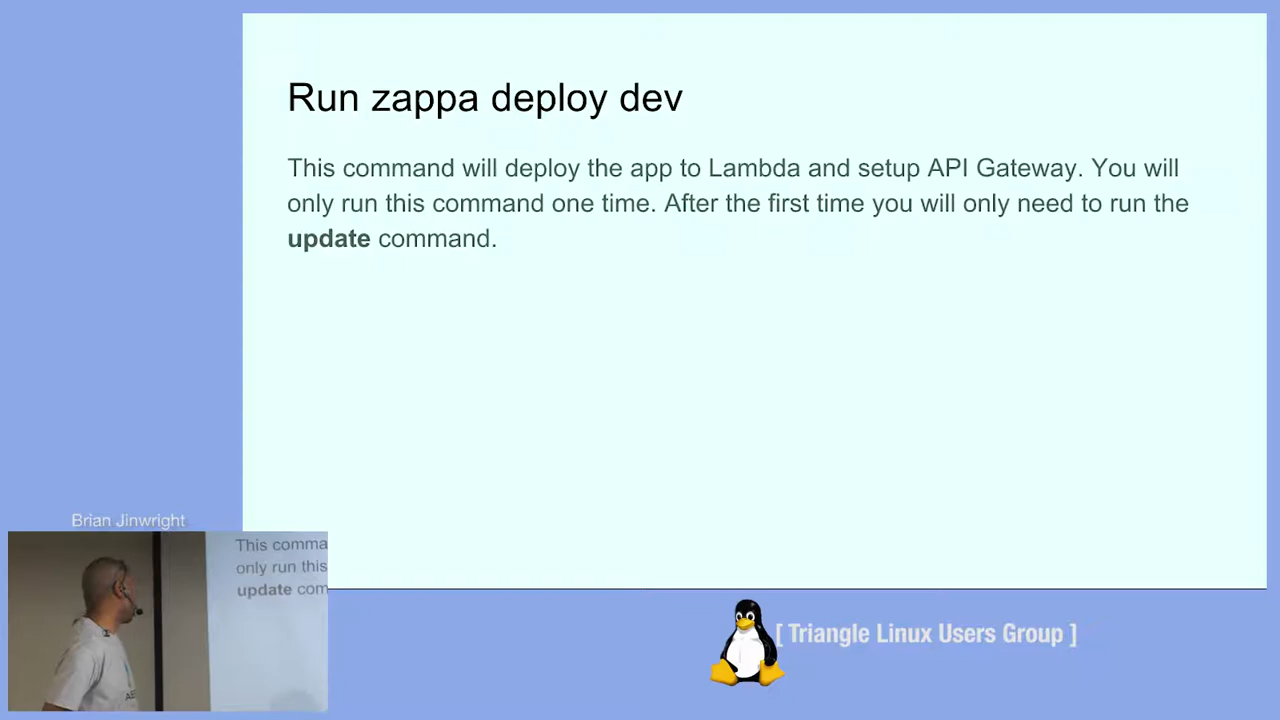 Run zappa deploy dev
This command will deploy the app to Lambda and setup API Gateway. You will
only run this command one time. After the first time you will only need to run the
update command.
Brian Jinwright
This comma
only run this
update com
[ Triangle Linux Users Group ]